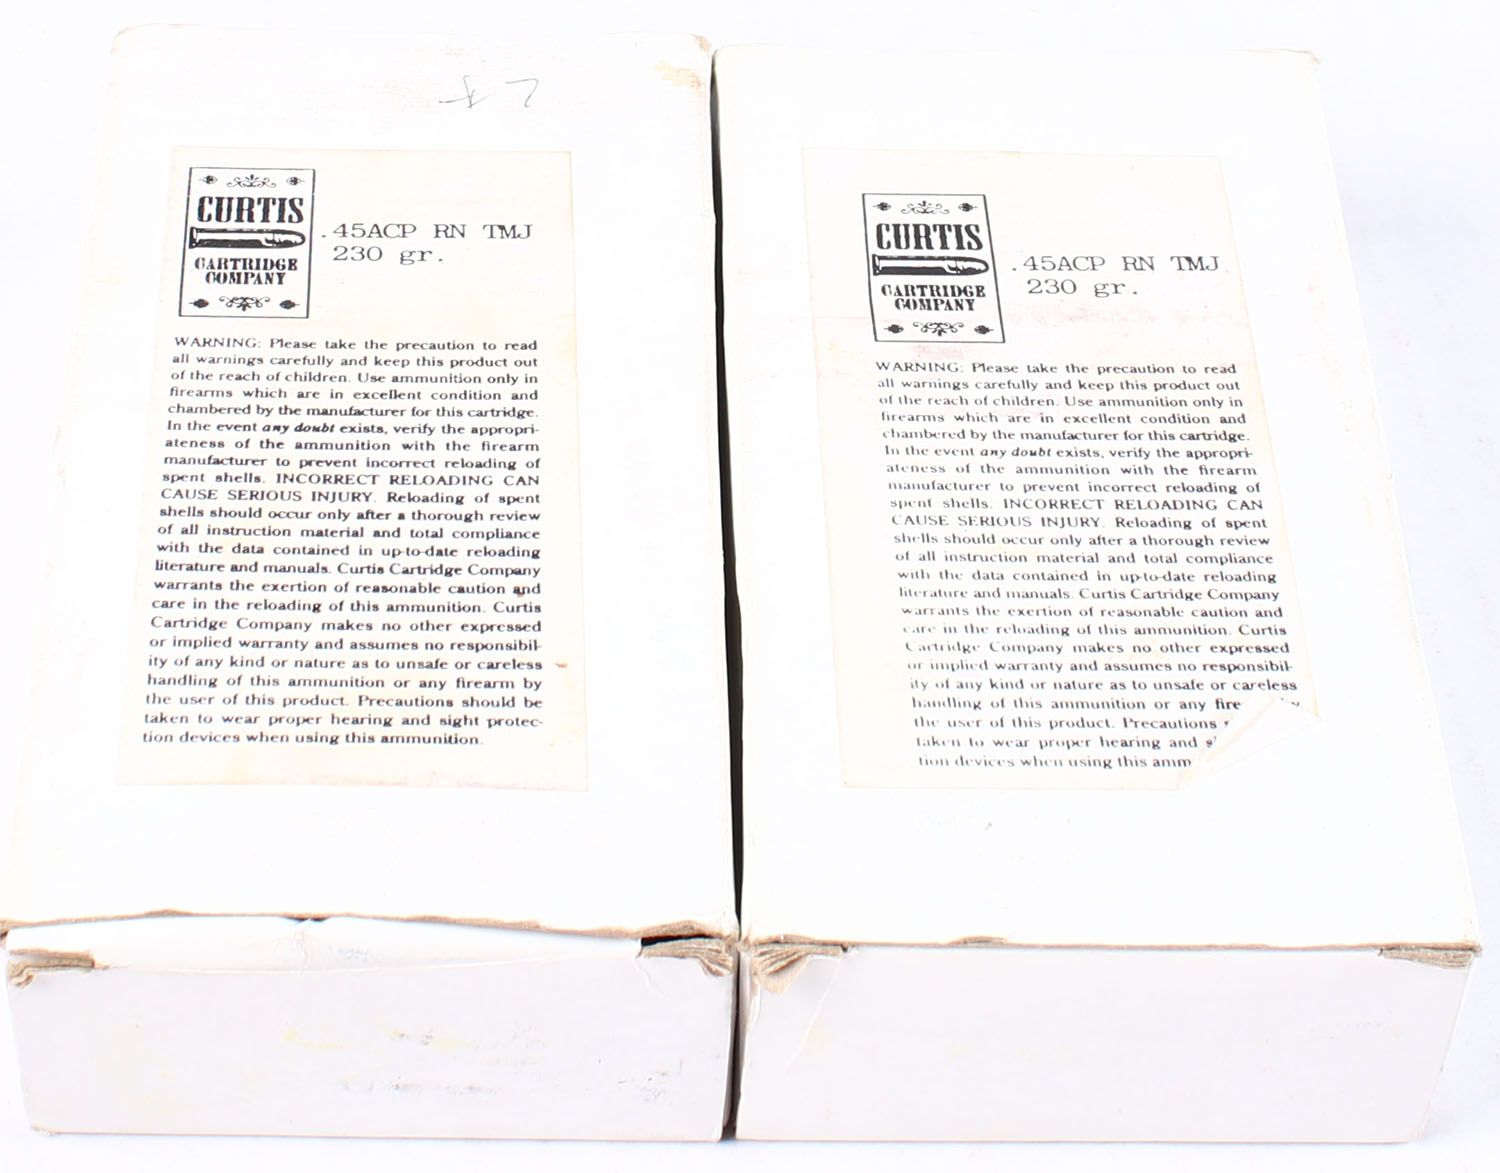 CURTIS
CARTRIDGE
COMPANY
.45ACP RN TMJ
230 gr.
WARNING: Please take the precaution to read
all warnings carefully and keep this product out
of the reach of children. Use ammunition only in
firearms which are in excellent condition and
chambered by the manufacturer for this cartridge.
In the event any doubt exists, verify the appropri-
ateness of the ammunition with the firearm
manufacturer to prevent incorrect reloading of
spent shells. INCORRECT RELOADING CAN
CAUSE SERIOUS INJURY. Reloading of spent
shells should occur only after a thorough review
of all instruction material and total compliance
with the data contained in up-to-date reloading
literature and manuals. Curtis Cartridge Company
warrants the exertion of reasonable caution and
care in the reloading of this ammunition. Curtis
Cartridge Company makes no other expressed
or implied warranty and assumes no responsibil-
ity of any kind or nature as to unsafe or careless
handling of this ammunition or any firearm by
the user of this product. Precautions should be
taken to wear proper hearing and sight protec-
tion devices when using this ammunition.
CURTIS
CARTRIDGE
COMPANY
.45ACP RN TMJ
230 gr.
WARNING: Please take the precaution to read
all warnings carefully and keep this product out
of the reach of children. Use ammunition only in
firearms which are in excellent condition and
chambered by the manufacturer for this cartridge.
In the event any doubt exists, verify the appropri-
ateness of the ammunition with the firearm
manufacturer to prevent incorrect reloading of
spent shells. INCORRECT RELOADING CAN
CAUSE SERIOUS INJURY. Reloading of spent
shells should occur only after a thorough review
of all instruction material and total compliance
with the data contained in up-to-date reloading
literature and manuals. Curtis Cartridge Company
warrants the exertion of reasonable caution and
care in the reloading of this ammunition. Curtis
Cartridge Company makes no other expressed
or implied warranty and assumes no responsibil-
ity of any kind or nature as to unsafe or careless
handling of this ammunition or any fire
the user of this product. Precautions
taken to wear proper hearing and s
tion devices when using this amm